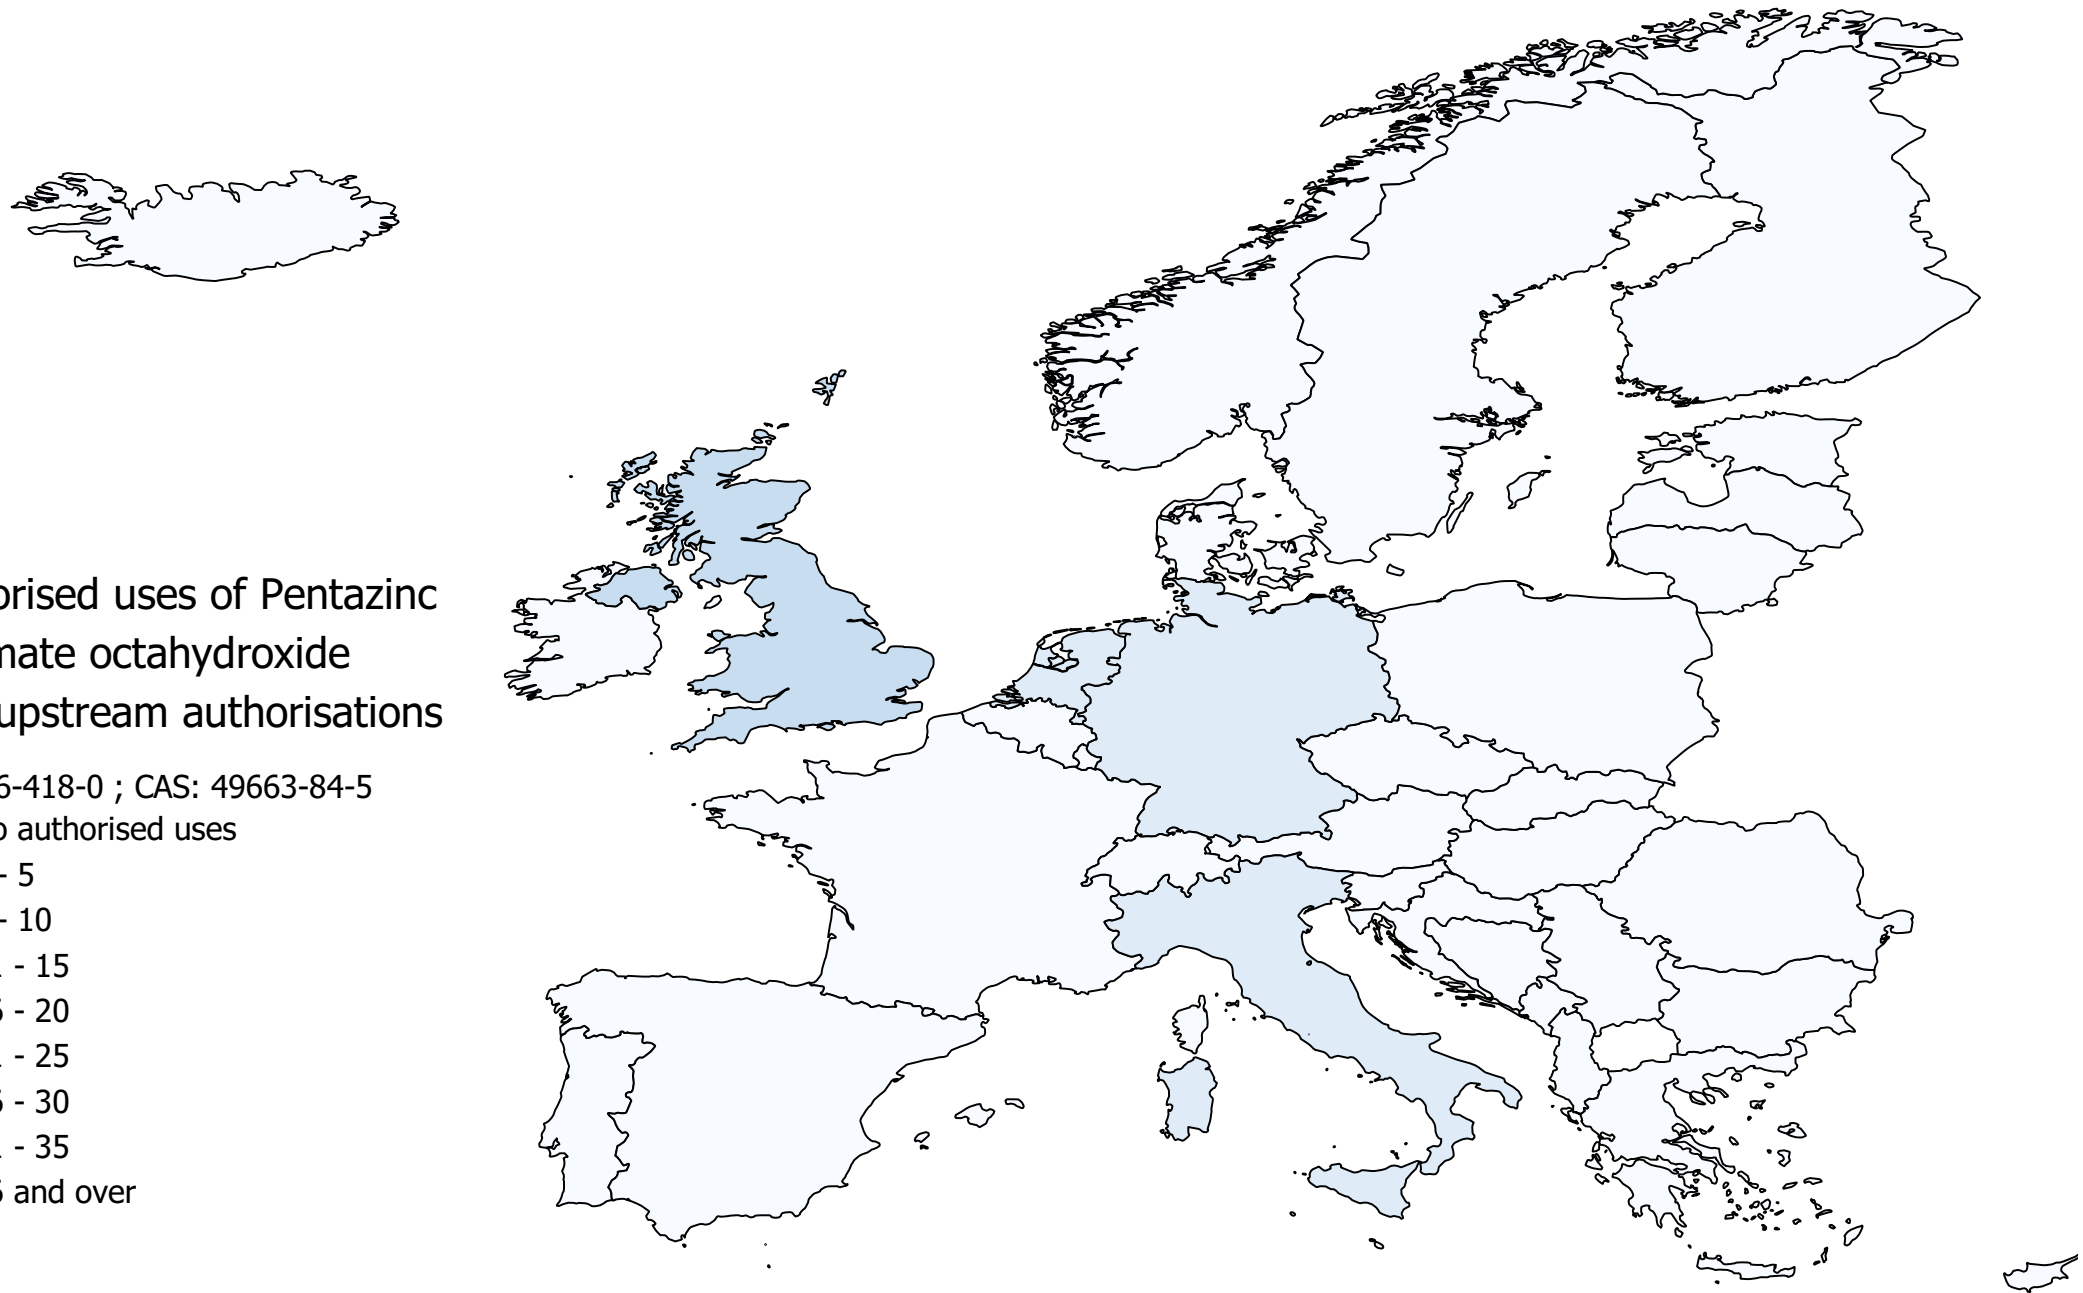 orised uses of Pentazinc
mate octahydroxide
upstream authorisations
6-418-0 ; CAS: 49663-84-5
o authorised uses
- 5
- 10
- 15
- 20
- 25
- 30
- 35
and over